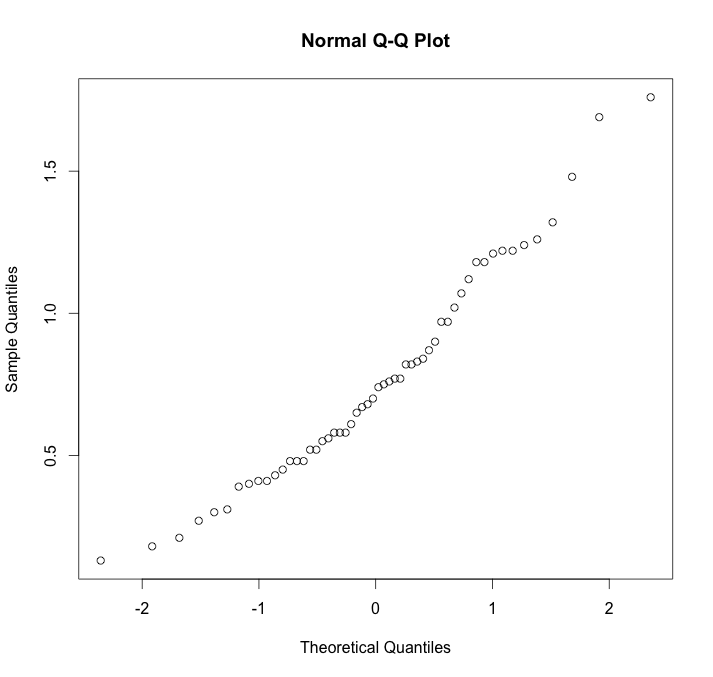 Normal Q-Q Plot
Sample Quantiles
1.5
1.0
0.5
-2 -1 0 1 2
Theoretical Quantiles